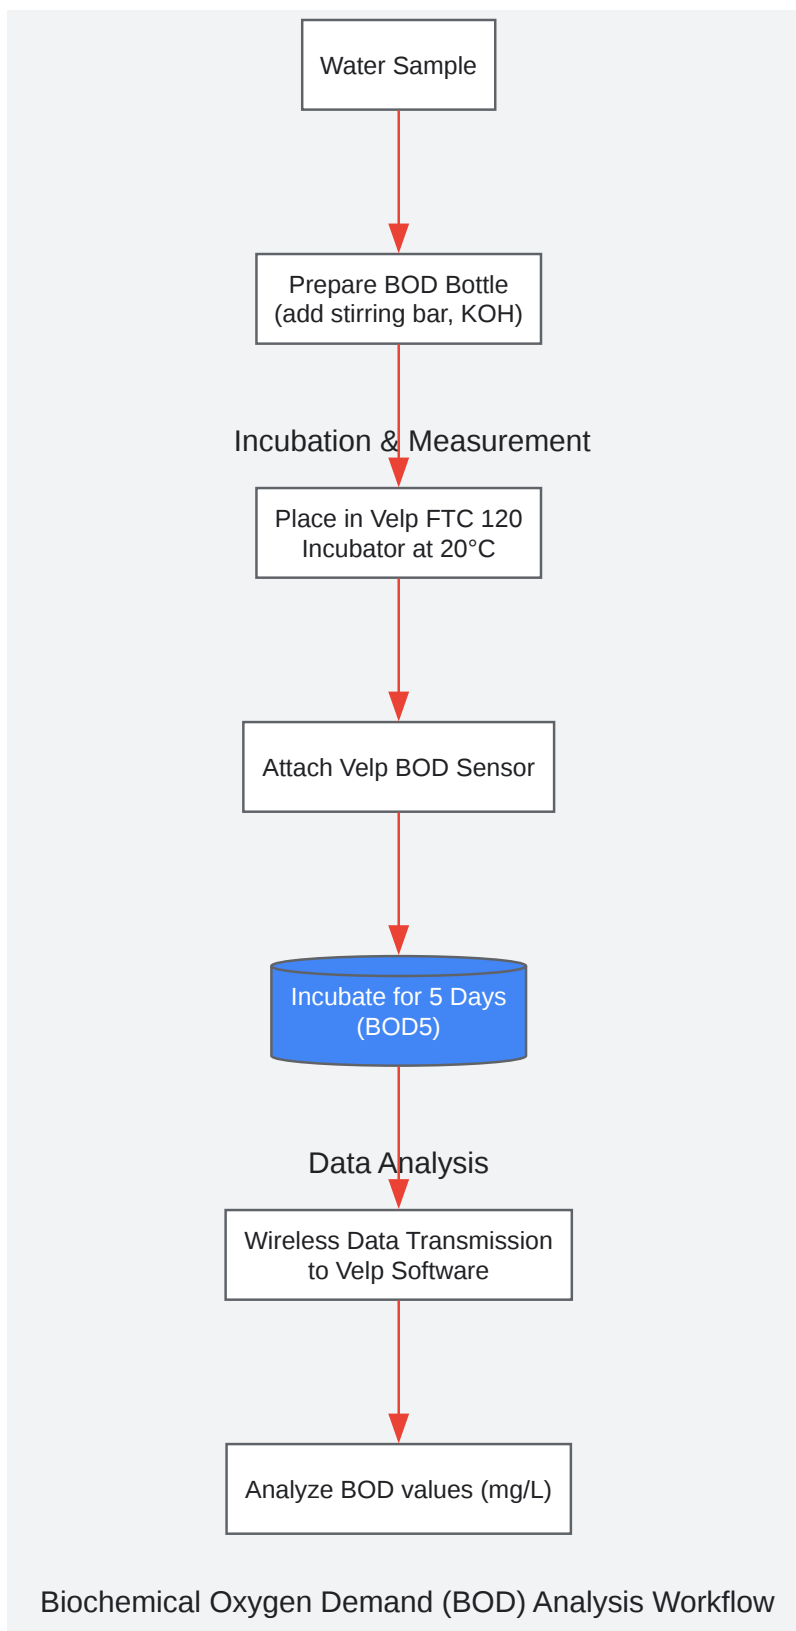 Water Sample
Prepare BOD Bottle
(add stirring bar, KOH)
Incubation & Measurement
Place in Velp FTC 120
Incubator at 20°C
Attach Velp BOD Sensor
Incubate for 5 Days
(BOD5)
Data Analysis
Wireless Data Transmission
to Velp Software
Analyze BOD values (mg/L)
Biochemical Oxygen Demand (BOD) Analysis Workflow